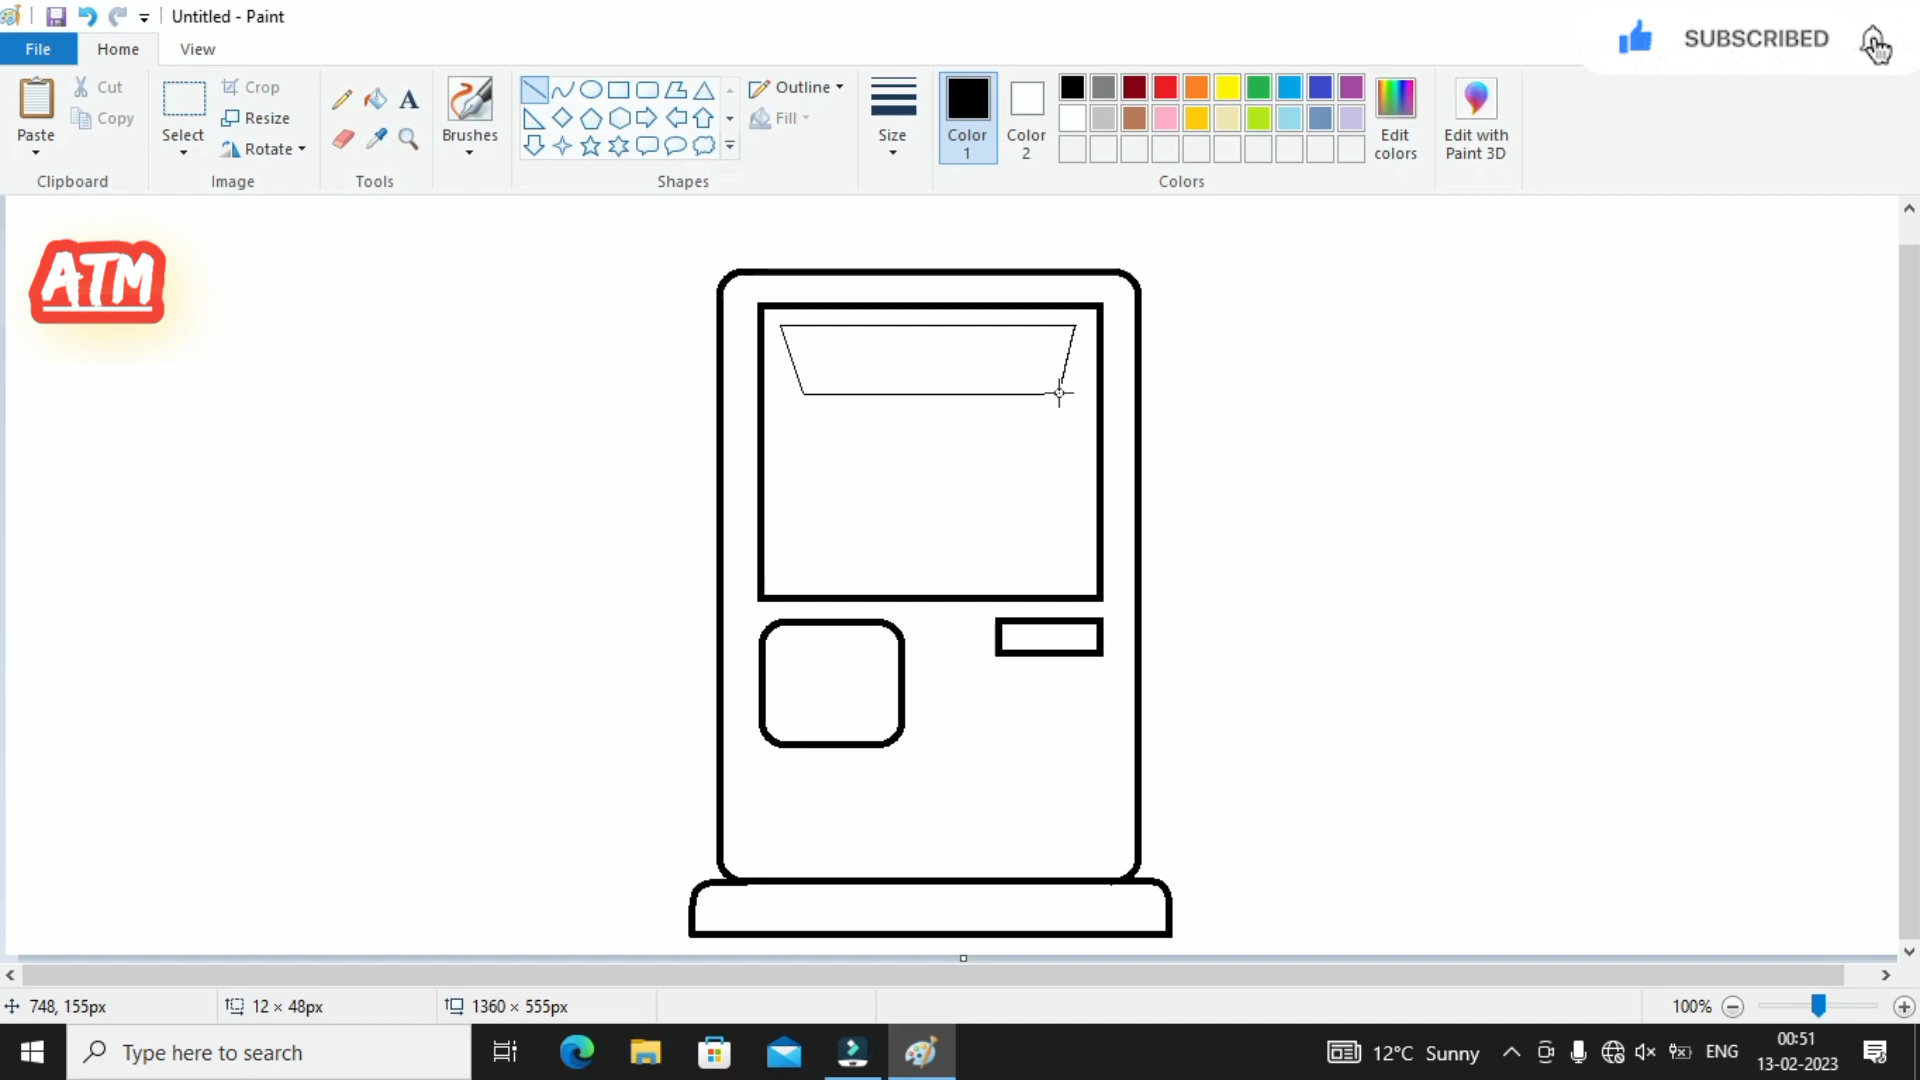 Untitled - Paint
SUBSCRIBED
File Home View
Paste Cut Copy
Select Crop Resize Rotate
A
Brushes
Outline
Fill
Size
Color 1
Color 2
Edit colors
Edit with Paint 3D
Clipboard Image Tools Shapes Colors
ATM
748, 155px 12 × 48px 1360 × 555px 100%
Type here to search
12°C Sunny ENG
00:51
13-02-2023